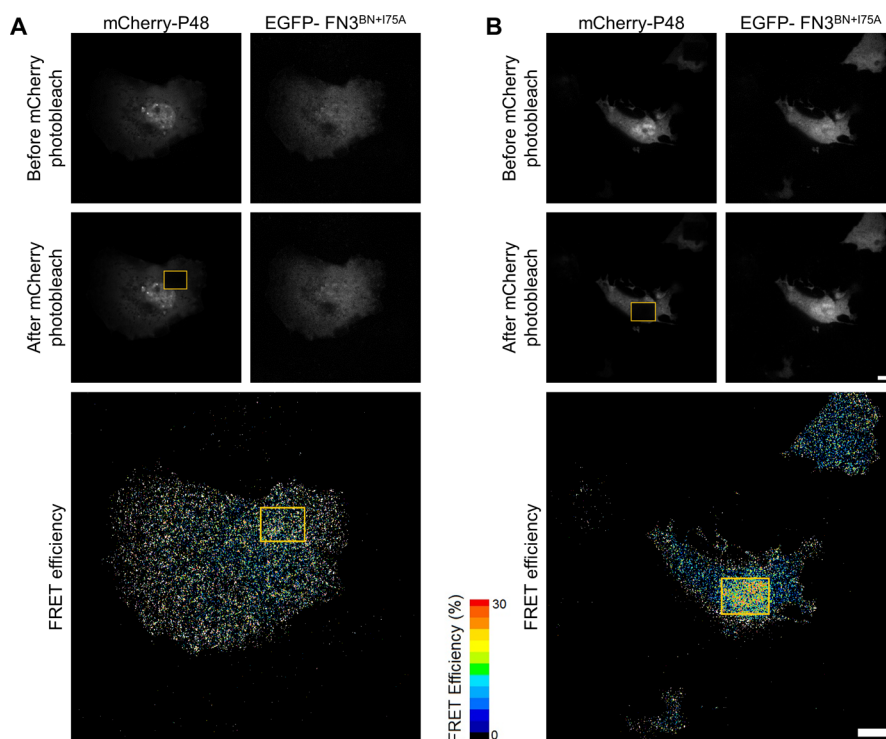 A
mCherry-P48
EGFP- FN3BN+I75A
Before mCherry
photobleach
After mCherry
photobleach
FRET efficiency
FRET Efficiency (%)
30
0
B
mCherry-P48
EGFP- FN3BN+I75A
Before mCherry
photobleach
After mCherry
photobleach
FRET efficiency